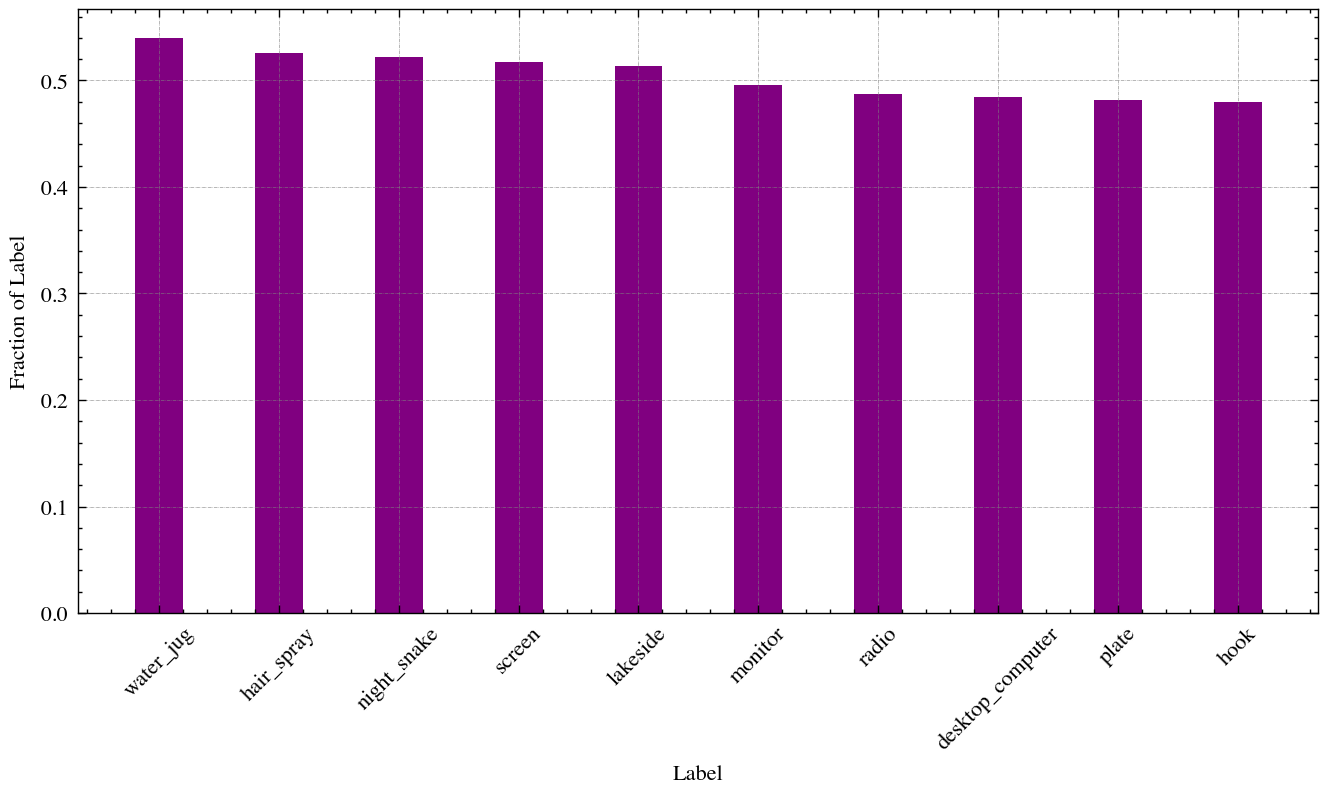 Fraction of Label
0.5
0.4
0.3
0.2
0.1
0.0
water_jug
hair_spray
night_snake
screen
lakeside
monitor
radio
desktop_computer
plate
hook
Label